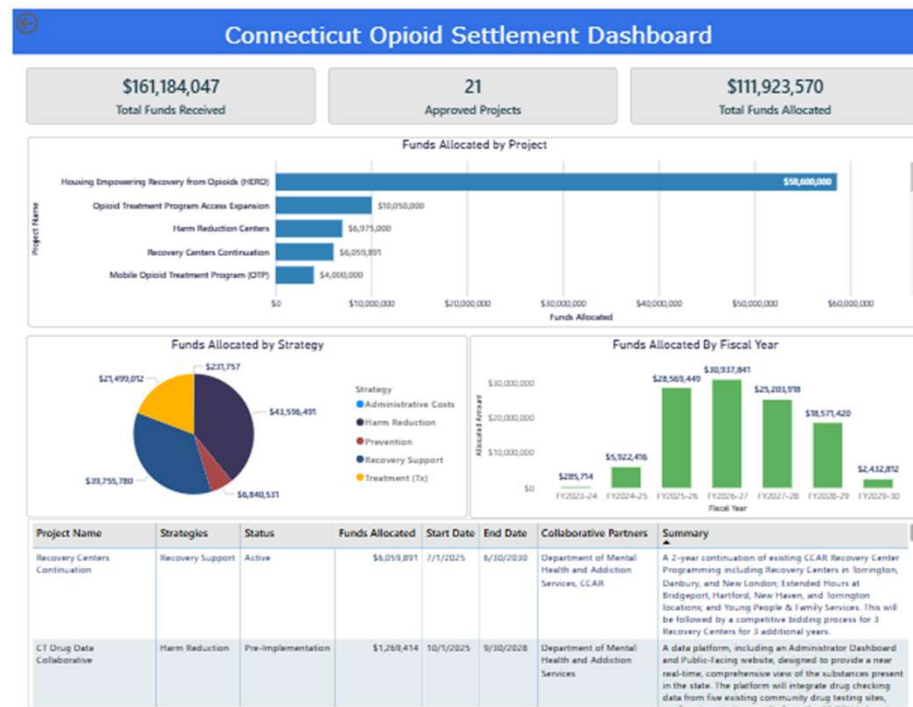 Connecticut Opioid Settlement Dashboard
$161,184,047
Total Funds Received
21
Approved Projects
$111,923,570
Total Funds Allocated
Funds Allocated by Project
Project Name
Housing Empowering Recovery from Opioids (HERO)
$58,600,000
Opioid Treatment Program Access Expansion
$10,050,000
Harm Reduction Centers
$6,975,000
Recovery Centers Continuation
$6,059,891
Mobile Opioid Treatment Program (OTP)
$4,000,000
$0 $10,000,000 $20,000,000 $30,000,000 $40,000,000 $50,000,000 $60,000,000
Funds Allocated
Funds Allocated by Strategy
$231,757
$21,499,012
$43,596,491
$39,755,780
$6,840,531
Strategy
Administrative Costs
Harm Reduction
Prevention
Recovery Support
Treatment (Tx)
Funds Allocated By Fiscal Year
Allocated Amount
$30,000,000
$20,000,000
$10,000,000
$0
$285,714
$5,922,416
$28,569,449
$30,937,841
$25,203,918
$18,571,420
$2,432,812
FY2023-24 FY2024-25 FY2025-26 FY2026-27 FY2027-28 FY2028-29 FY2029-30
Fiscal Year
Project Name Strategies Status Funds Allocated Start Date End Date Collaborative Partners Summary
Recovery Centers
Continuation
Recovery Support
Active
$6,059,891
7/1/2025
6/30/2030
Department of Mental
Health and Addiction
Services, CCAR
A 2-year continuation of existing CCAR Recovery Center
Programming including Recovery Centers in Torrington,
Danbury, and New London; Extended Hours at
Bridgeport, Hartford, New Haven, and Torrington
locations; and Young People & Family Services. This will
be followed by a competitive bidding process for 3
Recovery Centers for 3 additional years.
CT Drug Data
Collaborative
Harm Reduction
Pre-Implementation
$1,269,414
10/1/2025
9/30/2028
Department of Mental
Health and Addiction
Services
A data platform, including an Administrator Dashboard
and Public-facing website, designed to provide a near
real-time, comprehensive view of the substances present
in the state. The platform will integrate drug checking
data from five existing community drug testing sites,